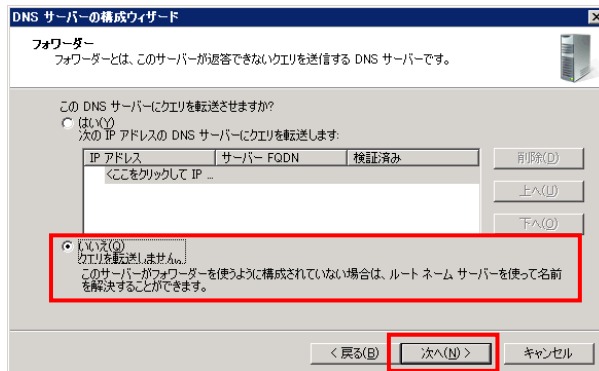 DNS サーバーの構成ウィザード
フォワーダー
フォワーダーとは、このサーバーが返答できないクエリを送信する DNS サーバーです。
この DNS サーバーにクエリを転送させますか?
はい(Y)
次の IP アドレスの DNS サーバーにクエリを転送します:
IP アドレス サーバー FQDN 検証済み
<ここをクリックして IP ...
削除(D)
上へ(U)
下へ(O)
いいえ(O)
クエリを転送しません。
このサーバーがフォワーダーを使うように構成されていない場合は、ルート ネーム サーバーを使って名前
を解決することができます。
< 戻る(B) 次へ(N) > キャンセル